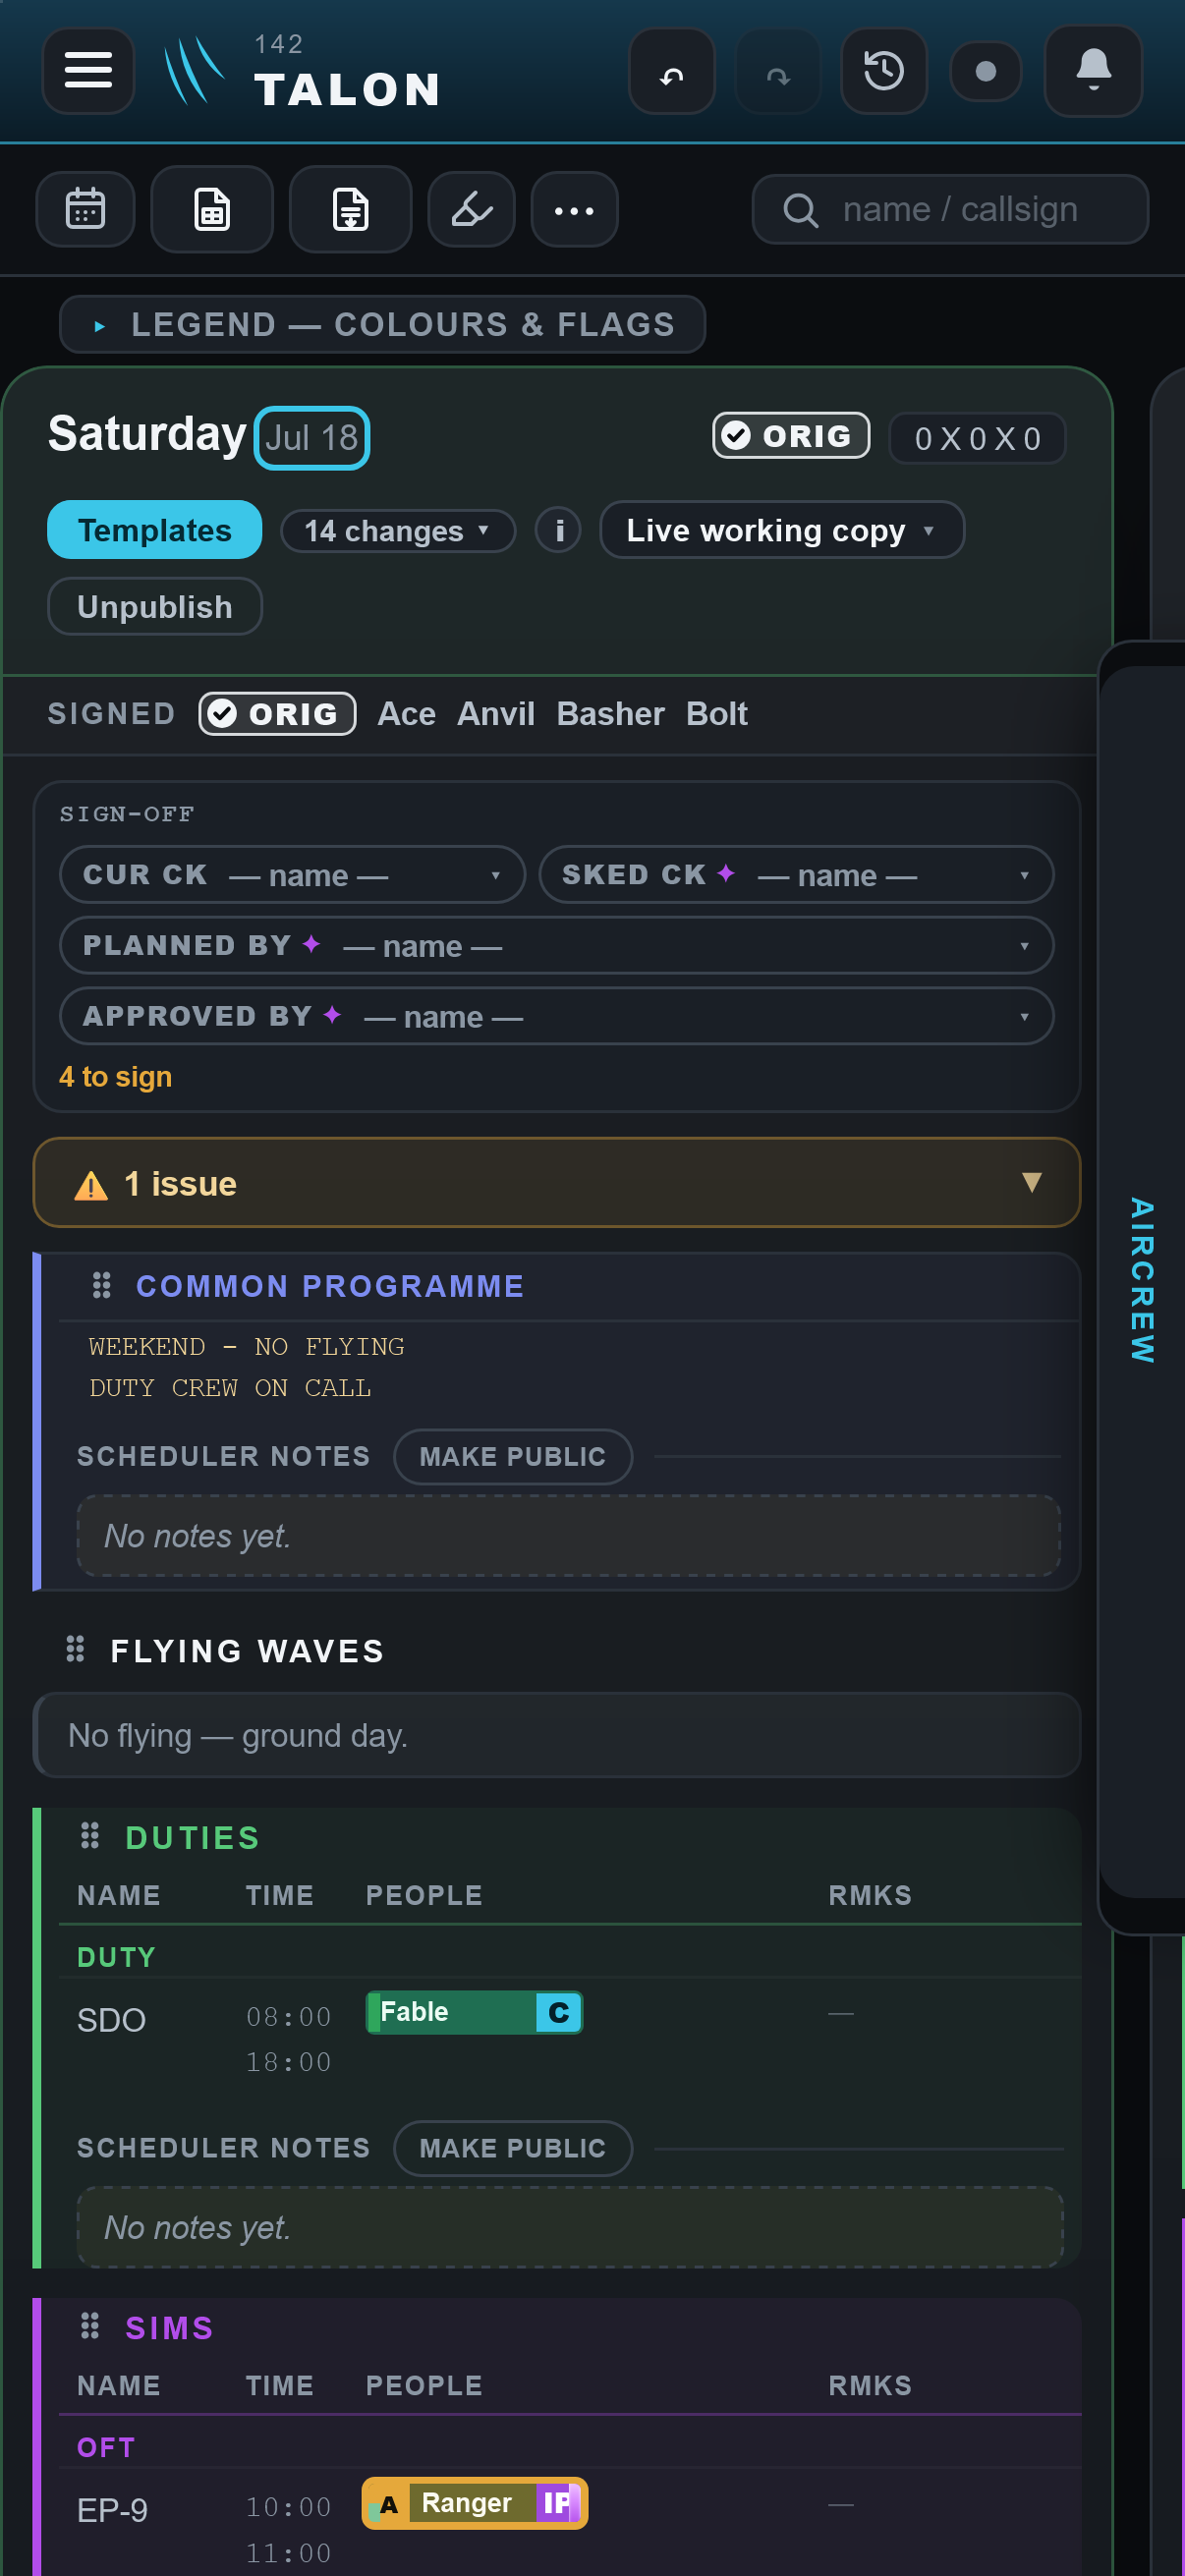 142
TALON
name / callsign
LEGEND — COLOURS & FLAGS
Saturday Jul 18 ORIG 0 X 0 X 0
Templates 14 changes i Live working copy
Unpublish
SIGNED ORIG Ace Anvil Basher Bolt
SIGN-OFF
CUR CK — name — SKED CK — name —
PLANNED BY — name —
APPROVED BY — name —
4 to sign
1 issue
AIRCREW
COMMON PROGRAMME
WEEKEND – NO FLYING
DUTY CREW ON CALL
SCHEDULER NOTES MAKE PUBLIC
No notes yet.
FLYING WAVES
No flying — ground day.
DUTIES
NAME TIME PEOPLE RMKS
DUTY
SDO 08:00 Fable C —
18:00
SCHEDULER NOTES MAKE PUBLIC
No notes yet.
SIMS
NAME TIME PEOPLE RMKS
OFT
EP-9 10:00 A Ranger IP —
11:00